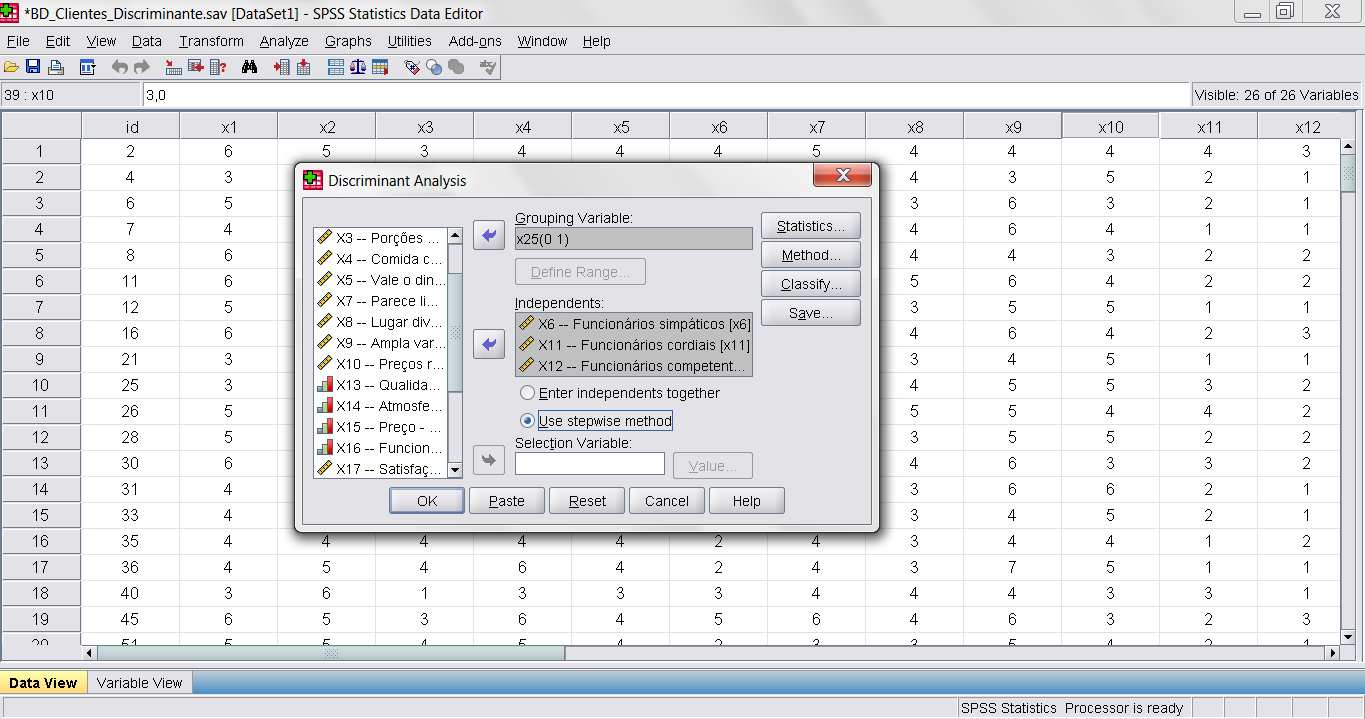 *BD_Clientes_Discriminante.sav [DataSet1] - SPSS Statistics Data Editor
File Edit View Data Transform Analyze Graphs Utilities Add-ons Window Help
39 : x10 3,0 Visible: 26 of 26 Variables
id x1 x2 x3 x4 x5 x6 x7 x8 x9 x10 x11 x12
1 2 6 5 3 4 4 4 5 4 4 4 4 3
2 4 3 4 3 5 2 1
3 6 5 3 6 3 2 1
4 7 4 4 6 4 1 1
5 8 6 4 4 3 2 2
6 11 6 5 6 4 2 2
7 12 5 3 5 5 1 1
8 16 6 4 6 4 2 3
9 21 3 3 4 5 1 1
10 25 3 4 5 5 3 2
11 26 5 5 5 4 4 2
12 28 5 3 5 5 2 2
13 30 6 4 6 3 3 2
14 31 4 3 6 6 2 1
15 33 4 3 4 5 2 1
16 35 4 4 4 4 4 2 4 3 4 4 1 2
17 36 4 5 4 6 4 2 4 3 7 5 1 1
18 40 3 6 1 3 3 3 4 3 4 3 3 1
19 45 6 5 3 6 4 5 6 4 6 3 2 3
20 51 5 5 4 5 4 2 3 3 5 4 2 1
Discriminant Analysis
X3 -- Porções ...
X4 -- Comida c...
X5 -- Vale o din...
X7 -- Parece li...
X8 -- Lugar div...
X9 -- Ampla var...
X10 -- Preços r...
X13 -- Qualida...
X14 -- Atmosfe...
X15 -- Preço - ...
X16 -- Funcion...
X17 -- Satisfaç...
Grouping Variable:
x25(0 1)
Define Range...
Independents:
X6 -- Funcionários simpáticos [x6]
X11 -- Funcionários cordiais [x11]
X12 -- Funcionários competent...
Enter independents together
Use stepwise method
Selection Variable:
Value...
Statistics...
Method...
Classify...
Save...
OK Paste Reset Cancel Help
Data View Variable View
SPSS Statistics Processor is ready